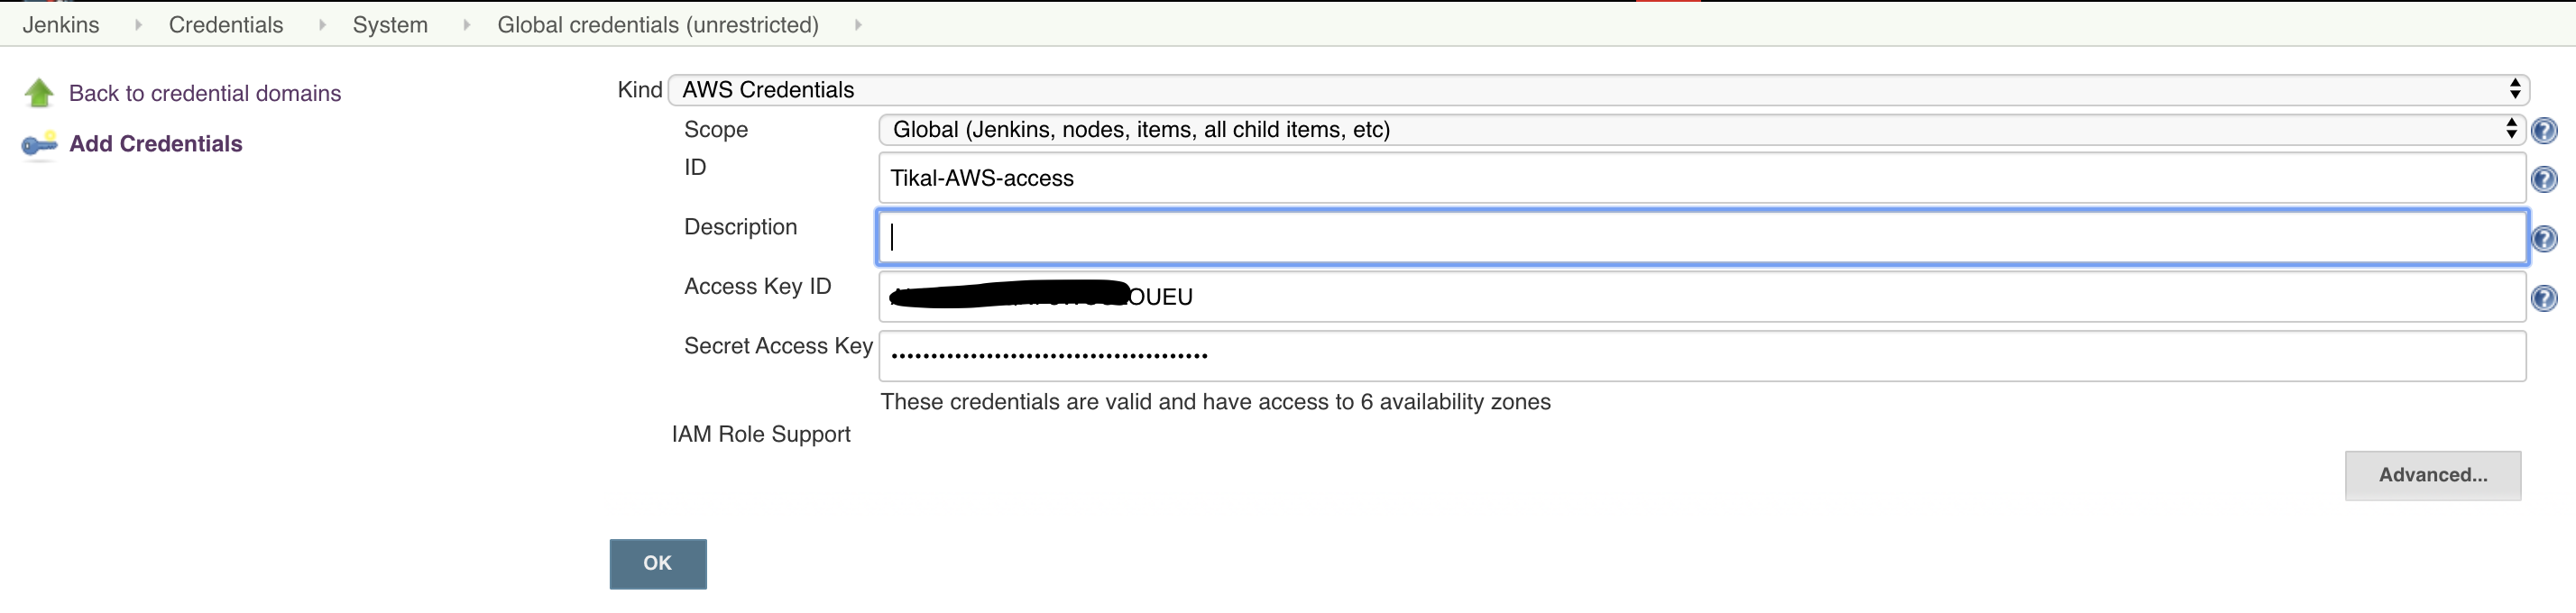 Jenkins Credentials System Global credentials (unrestricted)
Back to credential domains
Add Credentials
Kind AWS Credentials
Scope Global (Jenkins, nodes, items, all child items, etc)
ID Tikal-AWS-access
Description
Access Key ID OUEU
Secret Access Key ••••••••••••••••••••••••••••••••••••••••
These credentials are valid and have access to 6 availability zones
IAM Role Support
Advanced...
OK